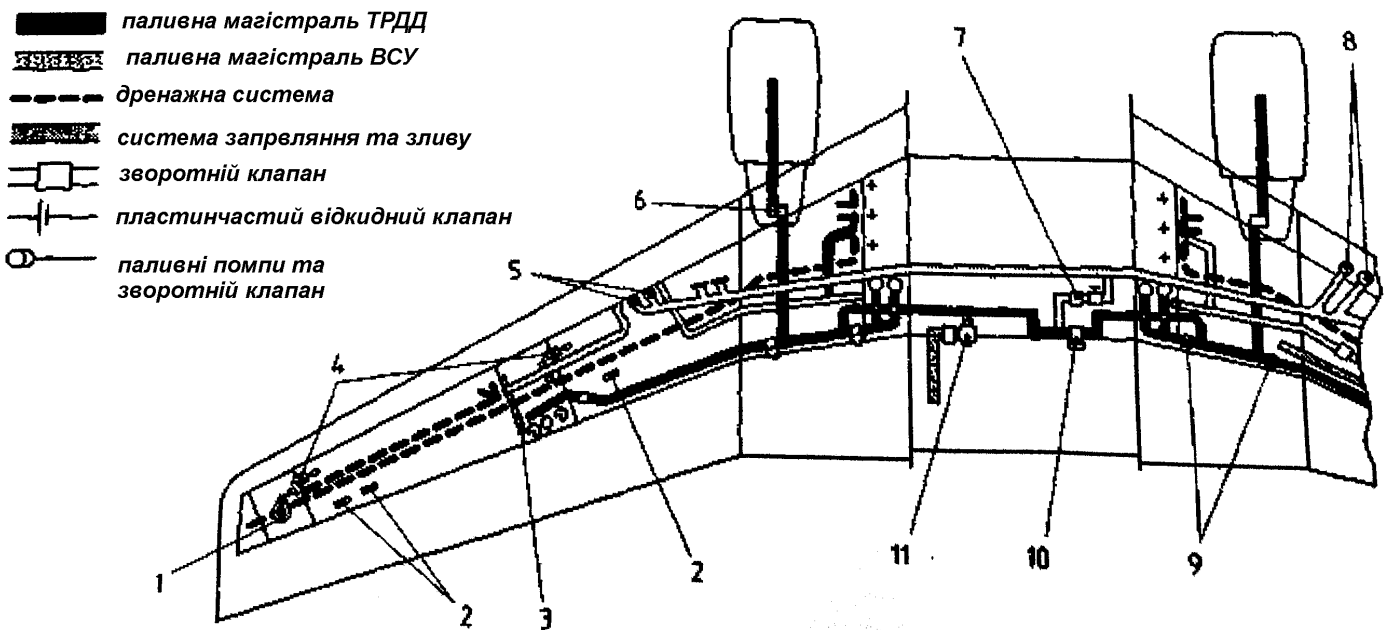 паливна магістраль ТРДД
паливна магістраль ВСУ
дренажна система
система запрвляння та зливу
зворотній клапан
пластинчастий відкидний клапан
паливні помпи та
зворотній клапан
7
8
6
5
4
1
2
3
2
11
10
9